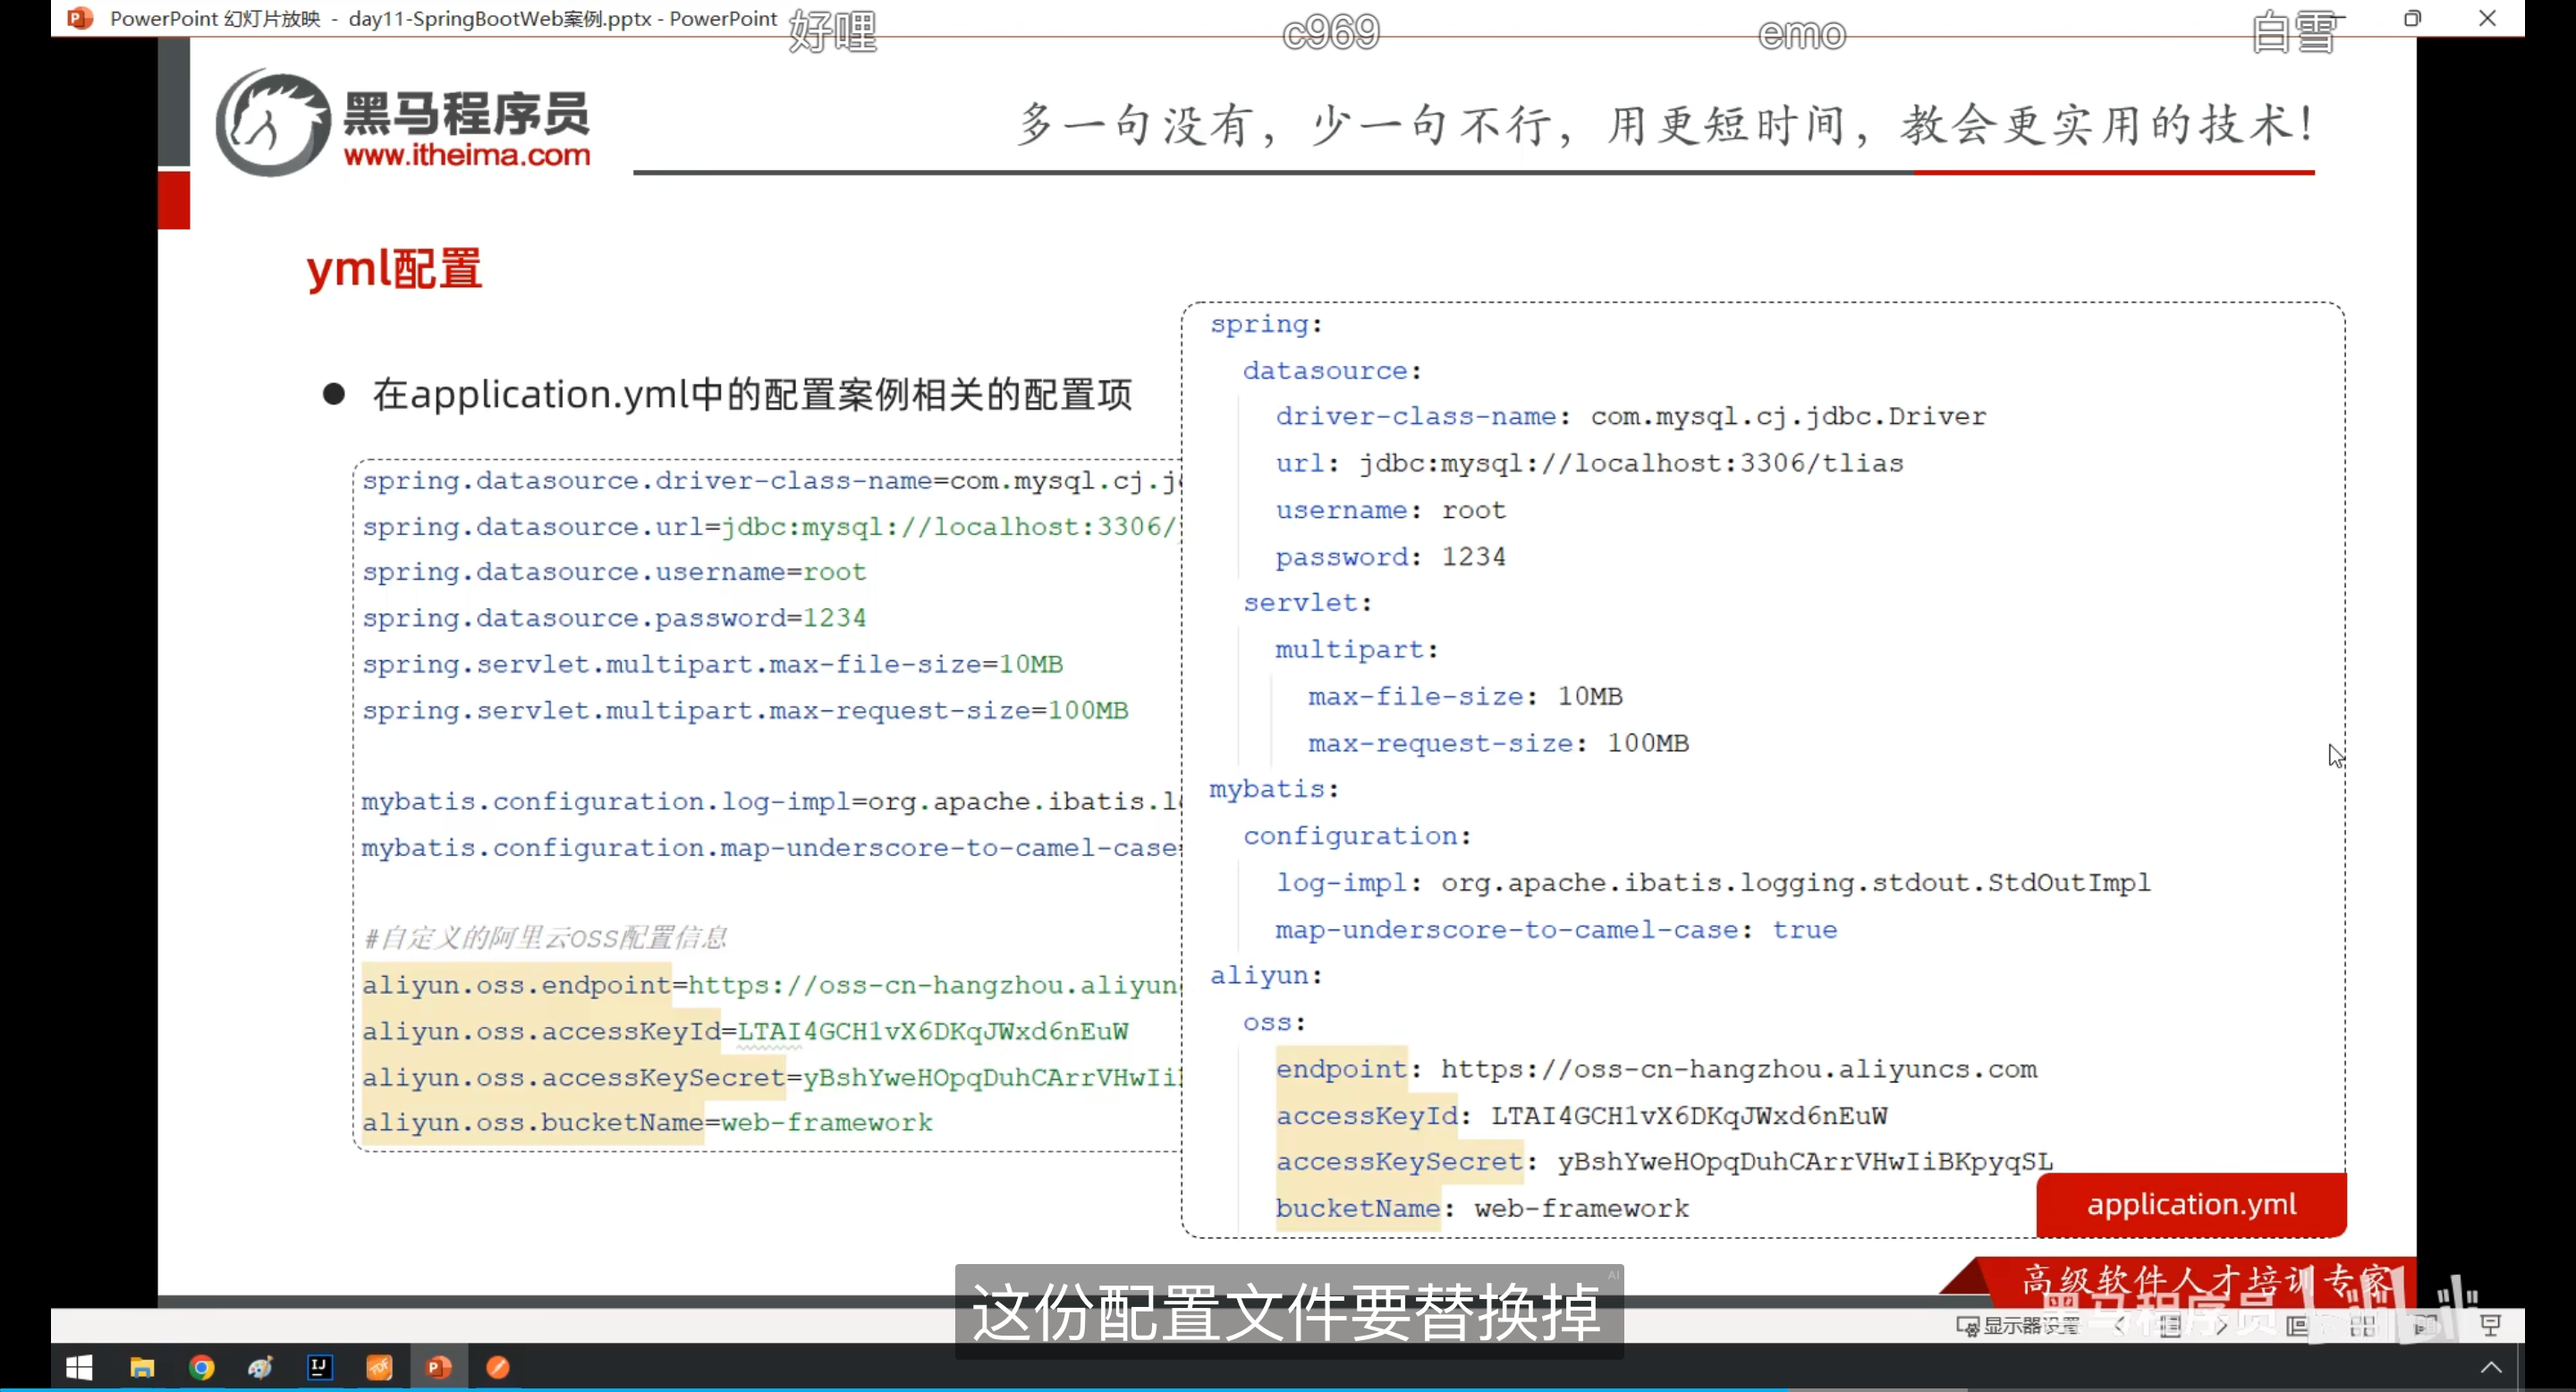 PowerPoint 幻灯片放映 - day11-SpringBootWeb案例.pptx - PowerPoint
好哩
c969
emo
白雪
黑马程序员
www.itheima.com
多一句没有，少一句不行，用更短时间，教会更实用的技术！
yml配置
● 在application.yml中的配置案例相关的配置项
spring.datasource.driver-class-name=com.mysql.cj.j
spring.datasource.url=jdbc:mysql://localhost:3306/
spring.datasource.username=root
spring.datasource.password=1234
spring.servlet.multipart.max-file-size=10MB
spring.servlet.multipart.max-request-size=100MB
mybatis.configuration.log-impl=org.apache.ibatis.l
mybatis.configuration.map-underscore-to-camel-case
#自定义的阿里云OSS配置信息
aliyun.oss.endpoint=https://oss-cn-hangzhou.aliyun
aliyun.oss.accessKeyId=LTAI4GCH1vX6DKqJWxd6nEuW
aliyun.oss.accessKeySecret=yBshYweHOpqDuhCArrVHwIi
aliyun.oss.bucketName=web-framework
spring:
datasource:
driver-class-name: com.mysql.cj.jdbc.Driver
url: jdbc:mysql://localhost:3306/tlias
username: root
password: 1234
servlet:
multipart:
max-file-size: 10MB
max-request-size: 100MB
mybatis:
configuration:
log-impl: org.apache.ibatis.logging.stdout.StdOutImpl
map-underscore-to-camel-case: true
aliyun:
oss:
endpoint: https://oss-cn-hangzhou.aliyuncs.com
accessKeyId: LTAI4GCH1vX6DKqJWxd6nEuW
accessKeySecret: yBshYweHOpqDuhCArrVHwIiBKpyqSL
bucketName: web-framework
application.yml
高级软件人才培训专家
AI
这份配置文件要替换掉
黑马程序员
显示器设置